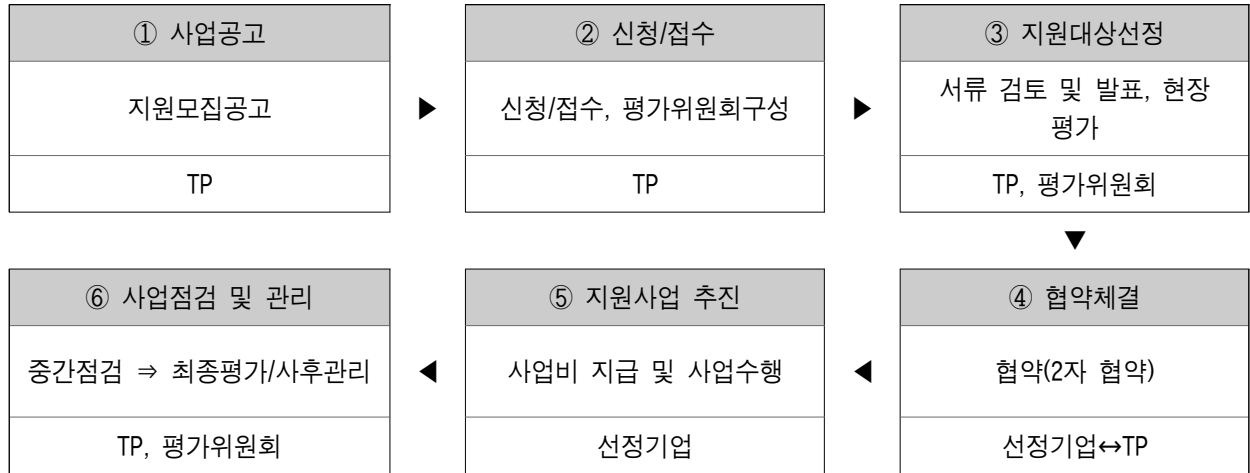 ① 사업공고
지원모집공고
TP
▶
② 신청/접수
신청/접수, 평가위원회구성
TP
▶
③ 지원대상선정
서류 검토 및 발표, 현장
평가
TP, 평가위원회
▼
④ 협약체결
협약(2자 협약)
선정기업↔TP
◀
⑤ 지원사업 추진
사업비 지급 및 사업수행
선정기업
◀
⑥ 사업점검 및 관리
중간점검 ⇒ 최종평가/사후관리
TP, 평가위원회